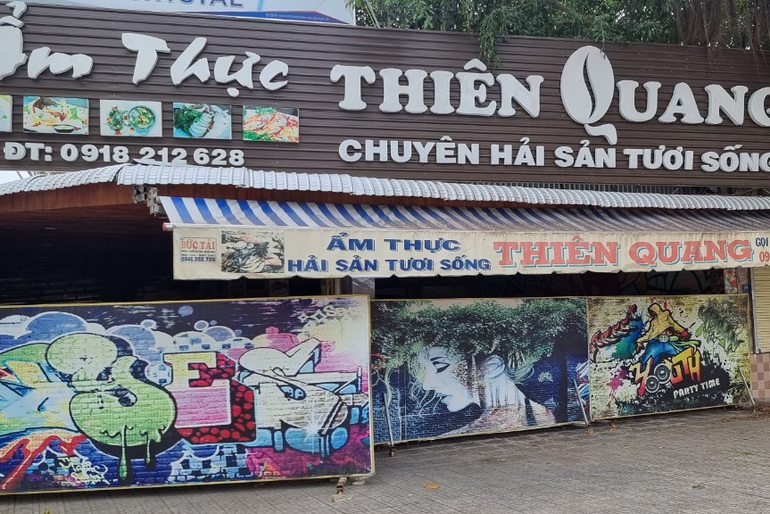 Ẩm Thực THIÊN QUANG
ĐT: 0918 212 628
CHUYÊN HẢI SẢN TƯƠI SỐNG
ĐỨC TÀI
ẨM THỰC
HẢI SẢN TƯƠI SỐNG
THIÊN QUANG
GỌI
YOUTH
PARTY TIME